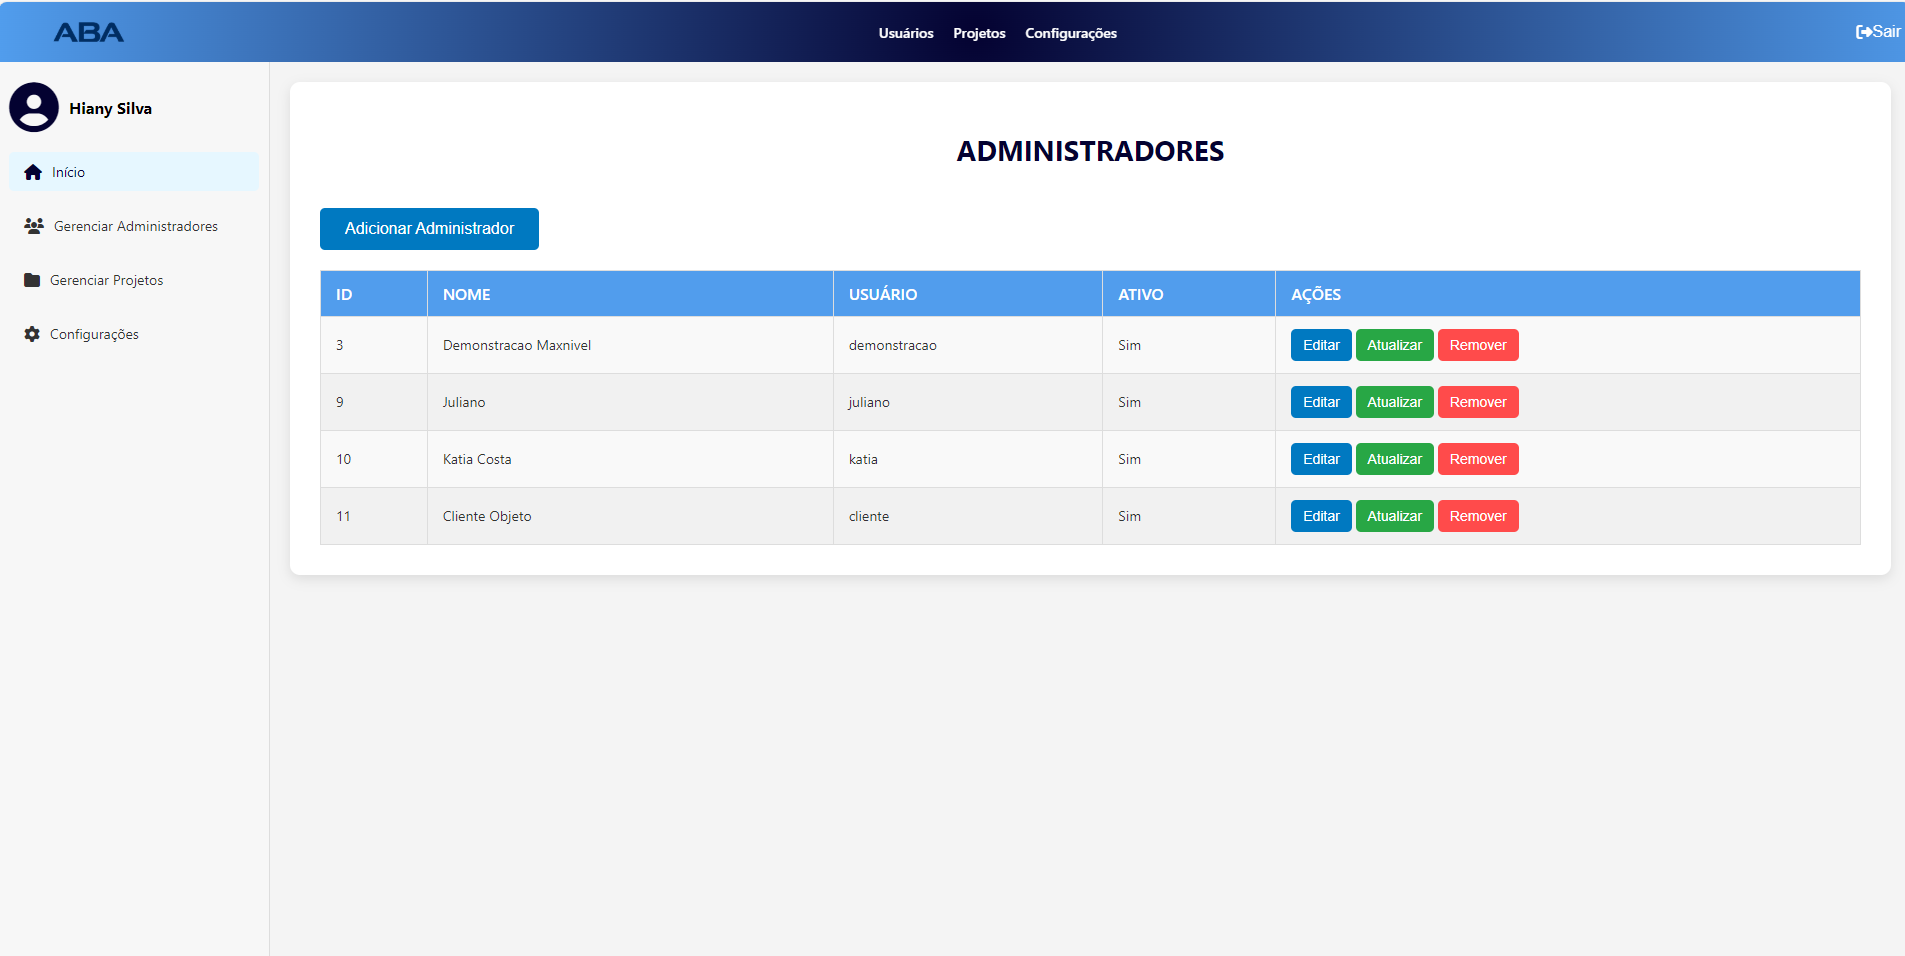 ABA
Usuários Projetos Configurações
Sair
Hiany Silva
Início
Gerenciar Administradores
Gerenciar Projetos
Configurações
ADMINISTRADORES
Adicionar Administrador
ID NOME USUÁRIO ATIVO AÇÕES
3 Demonstracao Maxnivel demonstracao Sim Editar Atualizar Remover
9 Juliano juliano Sim Editar Atualizar Remover
10 Katia Costa katia Sim Editar Atualizar Remover
11 Cliente Objeto cliente Sim Editar Atualizar Remover